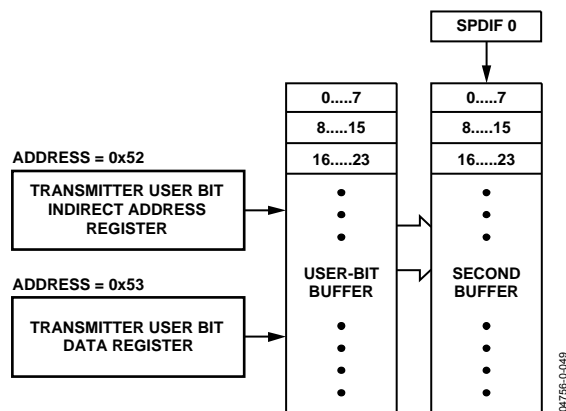 SPDIF 0
0.....7
0.....7
8.....15
8.....15
16.....23
16.....23
ADDRESS = 0x52
TRANSMITTER USER BIT
INDIRECT ADDRESS
REGISTER
USER-BIT
BUFFER
SECOND
BUFFER
ADDRESS = 0x53
TRANSMITTER USER BIT
DATA REGISTER
04756-0-049